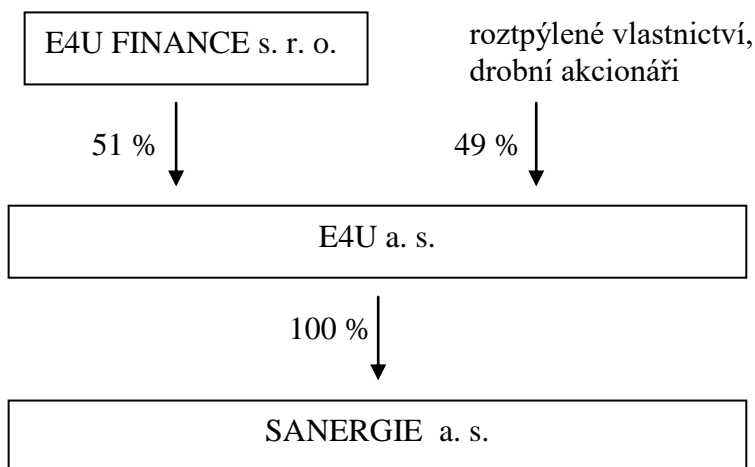 E4U FINANCE s. r. o.
roztpýlené vlastnictví,
drobní akcionáři
51 %
49 %
E4U a. s.
100 %
SANERGIE a. s.